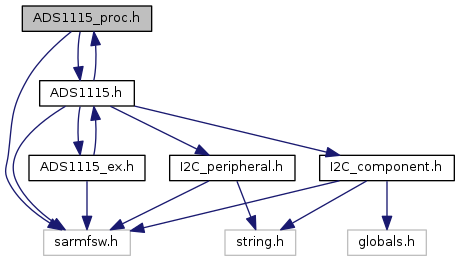 ADS1115_proc.h
ADS1115.h
ADS1115_ex.h
I2C_peripheral.h
I2C_component.h
sarmfsw.h
string.h
globals.h